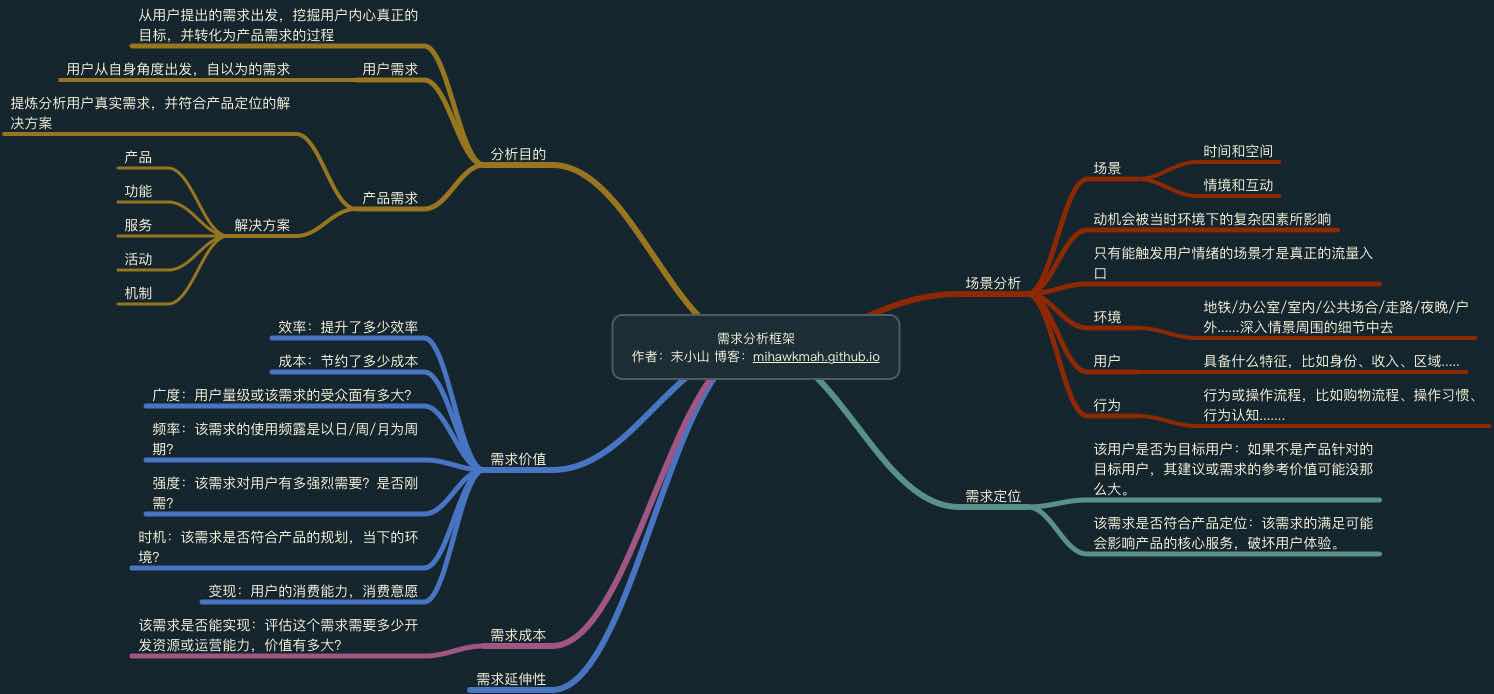 需求分析框架
作者：末小山 博客：mihawkmah.github.io
分析目的
从用户提出的需求出发，挖掘用户内心真正的
目标，并转化为产品需求的过程
用户需求
用户从自身角度出发，自以为的需求
产品需求
提炼分析用户真实需求，并符合产品定位的解
决方案
解决方案
产品
功能
服务
活动
机制
需求价值
效率：提升了多少效率
成本：节约了多少成本
广度：用户量级或该需求的受众面有多大？
频率：该需求的使用频露是以日/周/月为周
期？
强度：该需求对用户有多强烈需要？是否刚
需？
时机：该需求是否符合产品的规划，当下的环
境？
变现：用户的消费能力，消费意愿
需求成本
该需求是否能实现：评估这个需求需要多少开
发资源或运营能力，价值有多大？
需求延伸性
场景分析
场景
时间和空间
情境和互动
动机会被当时环境下的复杂因素所影响
只有能触发用户情绪的场景才是真正的流量入
口
环境
地铁/办公室/室内/公共场合/走路/夜晚/户
外......深入情景周围的细节中去
用户
具备什么特征，比如身份、收入、区域.....
行为
行为或操作流程，比如购物流程、操作习惯、
行为认知.......
需求定位
该用户是否为目标用户：如果不是产品针对的
目标用户，其建议或需求的参考价值可能没那
么大。
该需求是否符合产品定位：该需求的满足可能
会影响产品的核心服务，破坏用户体验。